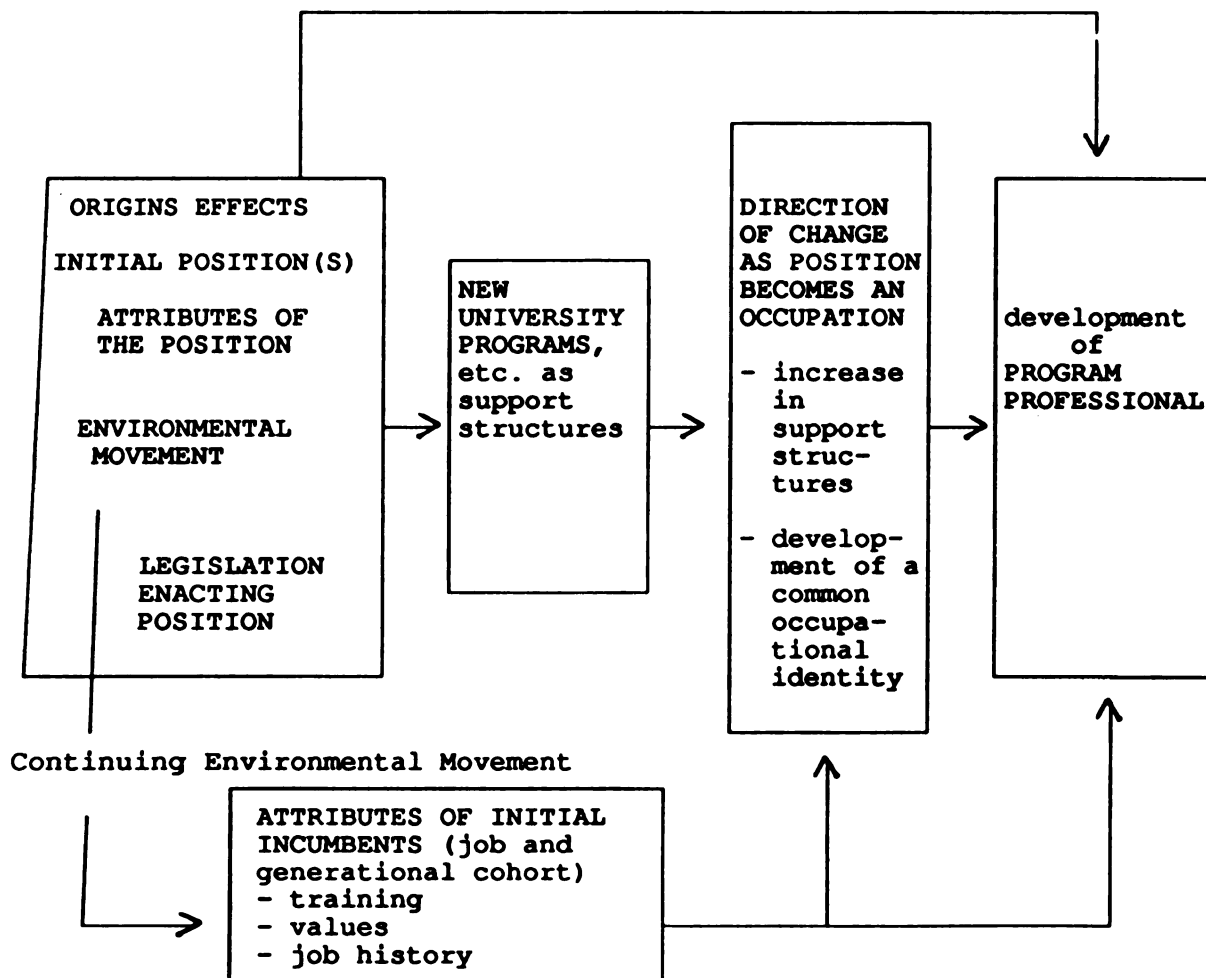 ORIGINS EFFECTS
INITIAL POSITION(S)
ATTRIBUTES OF
THE POSITION
ENVIRONMENTAL
MOVEMENT
LEGISLATION
ENACTING
POSITION
NEW
UNIVERSITY
PROGRAMS,
etc. as
support
structures
DIRECTION
OF CHANGE
AS POSITION
BECOMES AN
OCCUPATION
- increase
in
support
struc-
tures
- develop-
ment of a
common
occupa-
tional
identity
development
of
PROGRAM
PROFESSIONAL
Continuing Environmental Movement
ATTRIBUTES OF INITIAL
INCUMBENTS (job and
generational cohort)
- training
- values
- job history